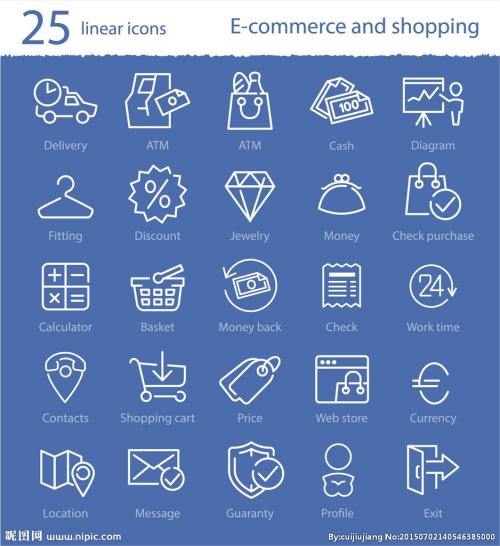 25 linear icons
E-commerce and shopping
Delivery ATM ATM Cash Diagram
100
Fitting Discount Jewelry Money Check purchase
%
24
Calculator Basket Money back Check Work time
Contacts Shopping cart Price Web store Currency
€
Location Message Guaranty Profile Exit
昵图网 www.nipic.com
By:cuijiujiang No:20150702140546385000